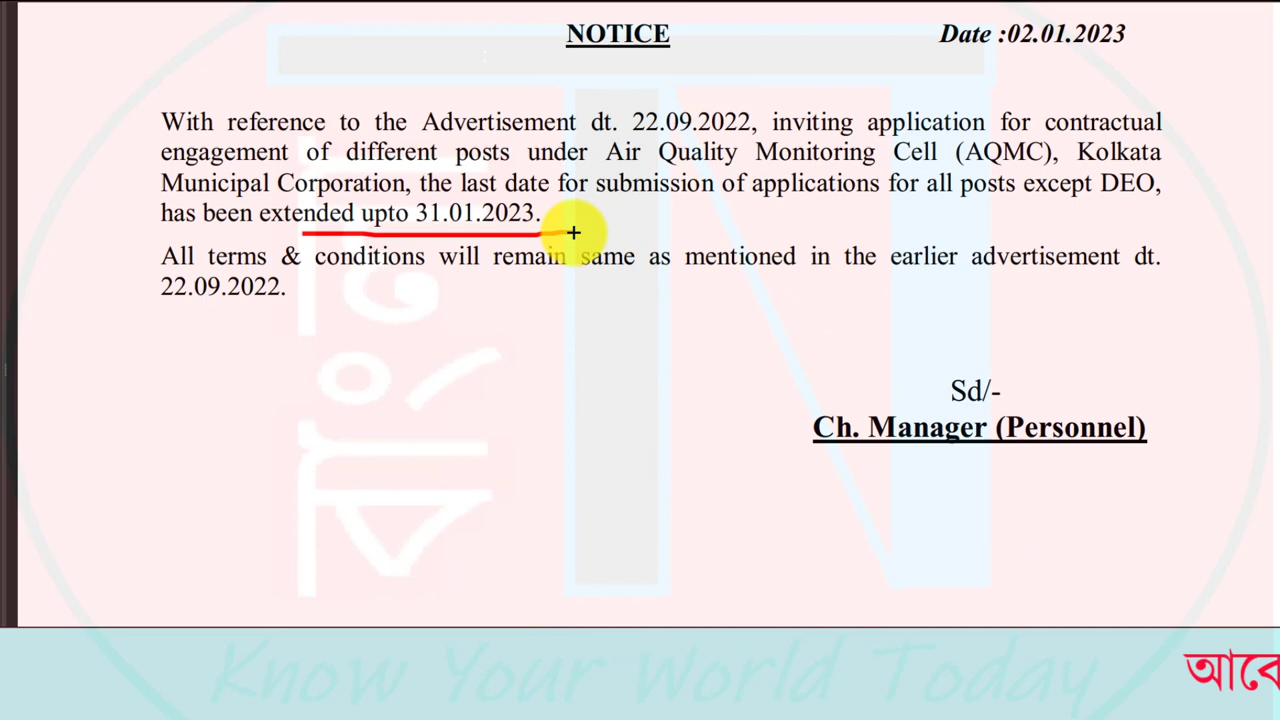 NOTICE
Date :02.01.2023
With reference to the Advertisement dt. 22.09.2022, inviting application for contractual
engagement of different posts under Air Quality Monitoring Cell (AQMC), Kolkata
Municipal Corporation, the last date for submission of applications for all posts except DEO,
has been extended upto 31.01.2023.
All terms & conditions will remain same as mentioned in the earlier advertisement dt.
22.09.2022.
Sd/-
Ch. Manager (Personnel)
Know Your World Today